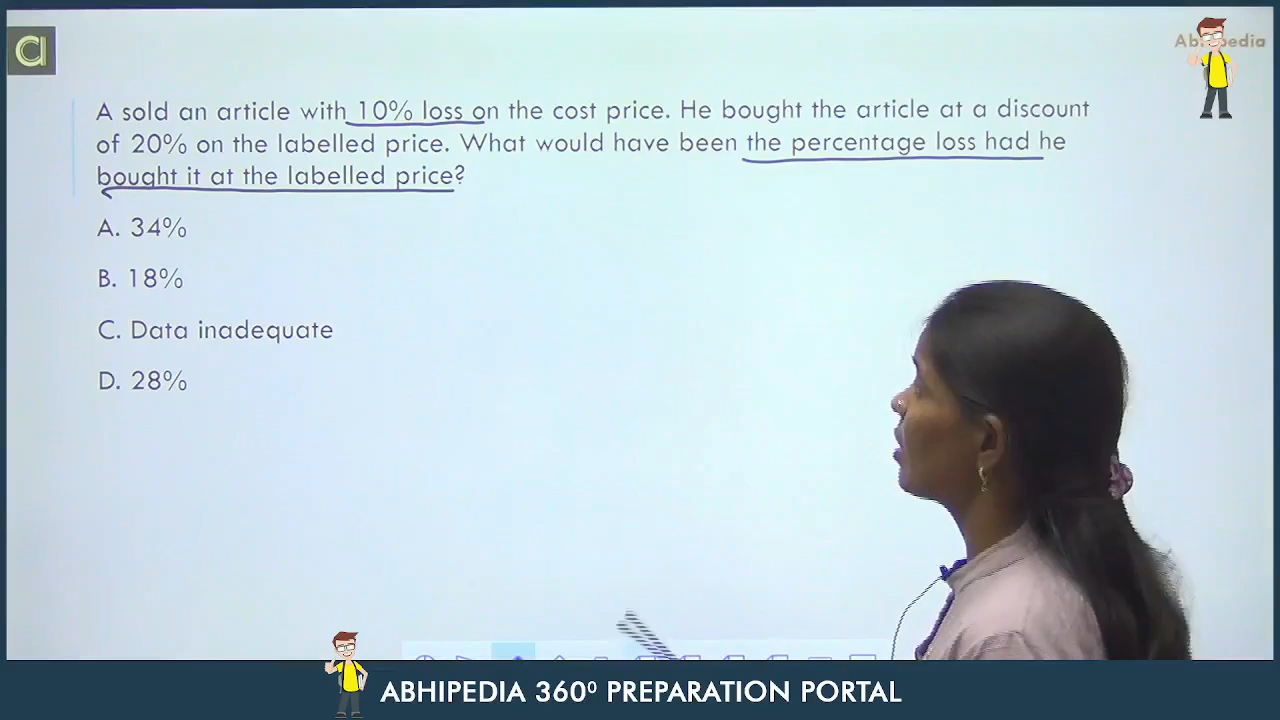 Abhipedia
A sold an article with 10% loss on the cost price. He bought the article at a discount
of 20% on the labelled price. What would have been the percentage loss had he
bought it at the labelled price?
A. 34%
B. 18%
C. Data inadequate
D. 28%
ABHIPEDIA 360⁰ PREPARATION PORTAL